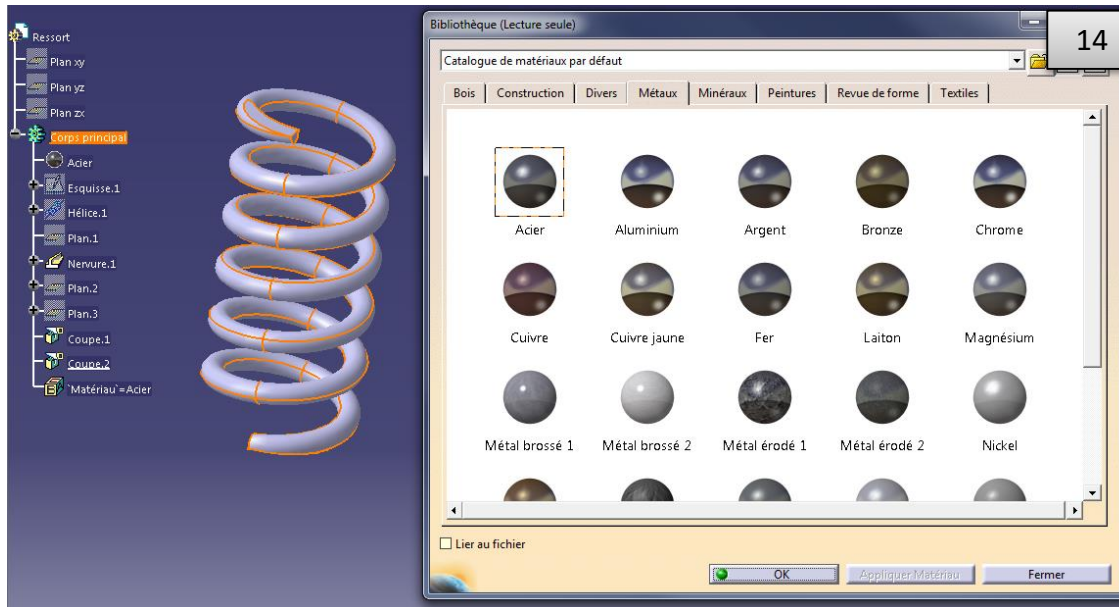 Ressort
Plan xy
Plan yz
Plan zx
Corps principal
Acier
Esquisse.1
Hélice.1
Plan.1
Nervure.1
Plan.2
Plan.3
Coupe.1
Coupe.2
`Matériau`=Acier
Bibliothèque (Lecture seule)
14
Catalogue de matériaux par défaut
Bois Construction Divers Métaux Minéraux Peintures Revue de forme Textiles
Acier Aluminium Argent Bronze Chrome
Cuivre Cuivre jaune Fer Laiton Magnésium
Métal brossé 1 Métal brossé 2 Métal érodé 1 Métal érodé 2 Nickel
Lier au fichier
OK Appliquer Matériau Fermer